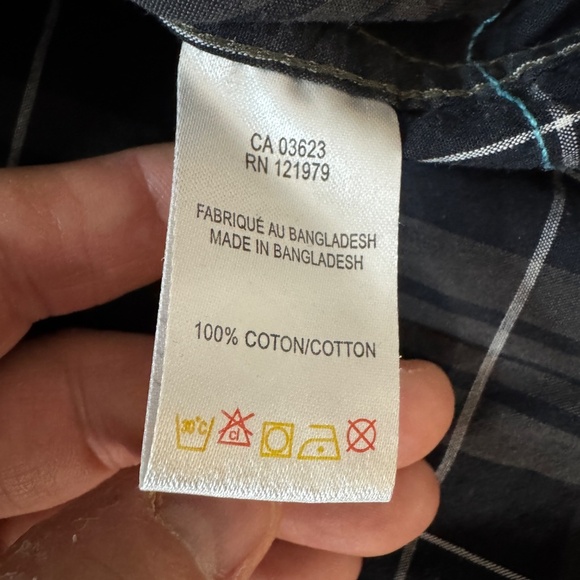 CA 03623
RN 121979
FABRIQUÉ AU BANGLADESH
MADE IN BANGLADESH
100% COTON/COTTON
30°C
cl